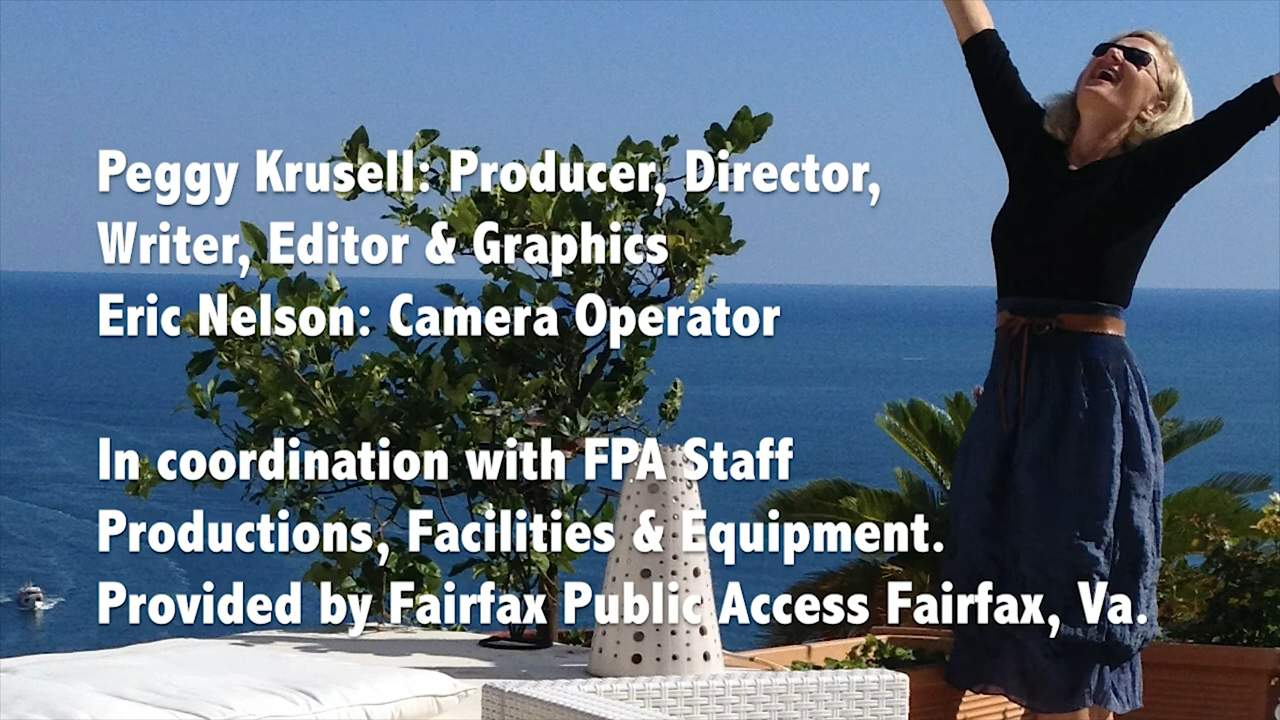 Peggy Krusell: Producer, Director,
Writer, Editor & Graphics
Eric Nelson: Camera Operator
In coordination with FPA Staff
Productions, Facilities & Equipment.
Provided by Fairfax Public Access Fairfax, Va.